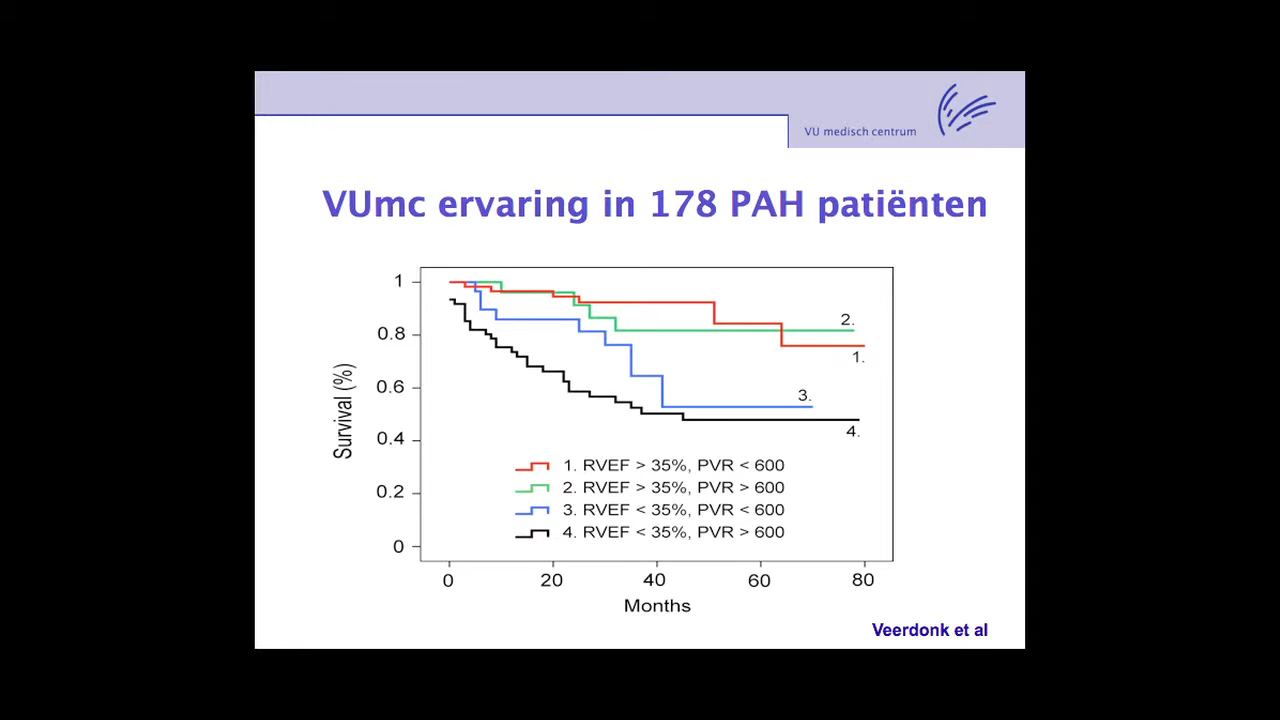 VU medisch centrum
VUmc ervaring in 178 PAH patiënten
1
0.8
0.6
0.4
0.2
0
Survival (%)
2.
1.
3.
4.
1. RVEF > 35%, PVR < 600
2. RVEF > 35%, PVR > 600
3. RVEF < 35%, PVR < 600
4. RVEF < 35%, PVR > 600
0 20 40 60 80
Months
Veerdonk et al